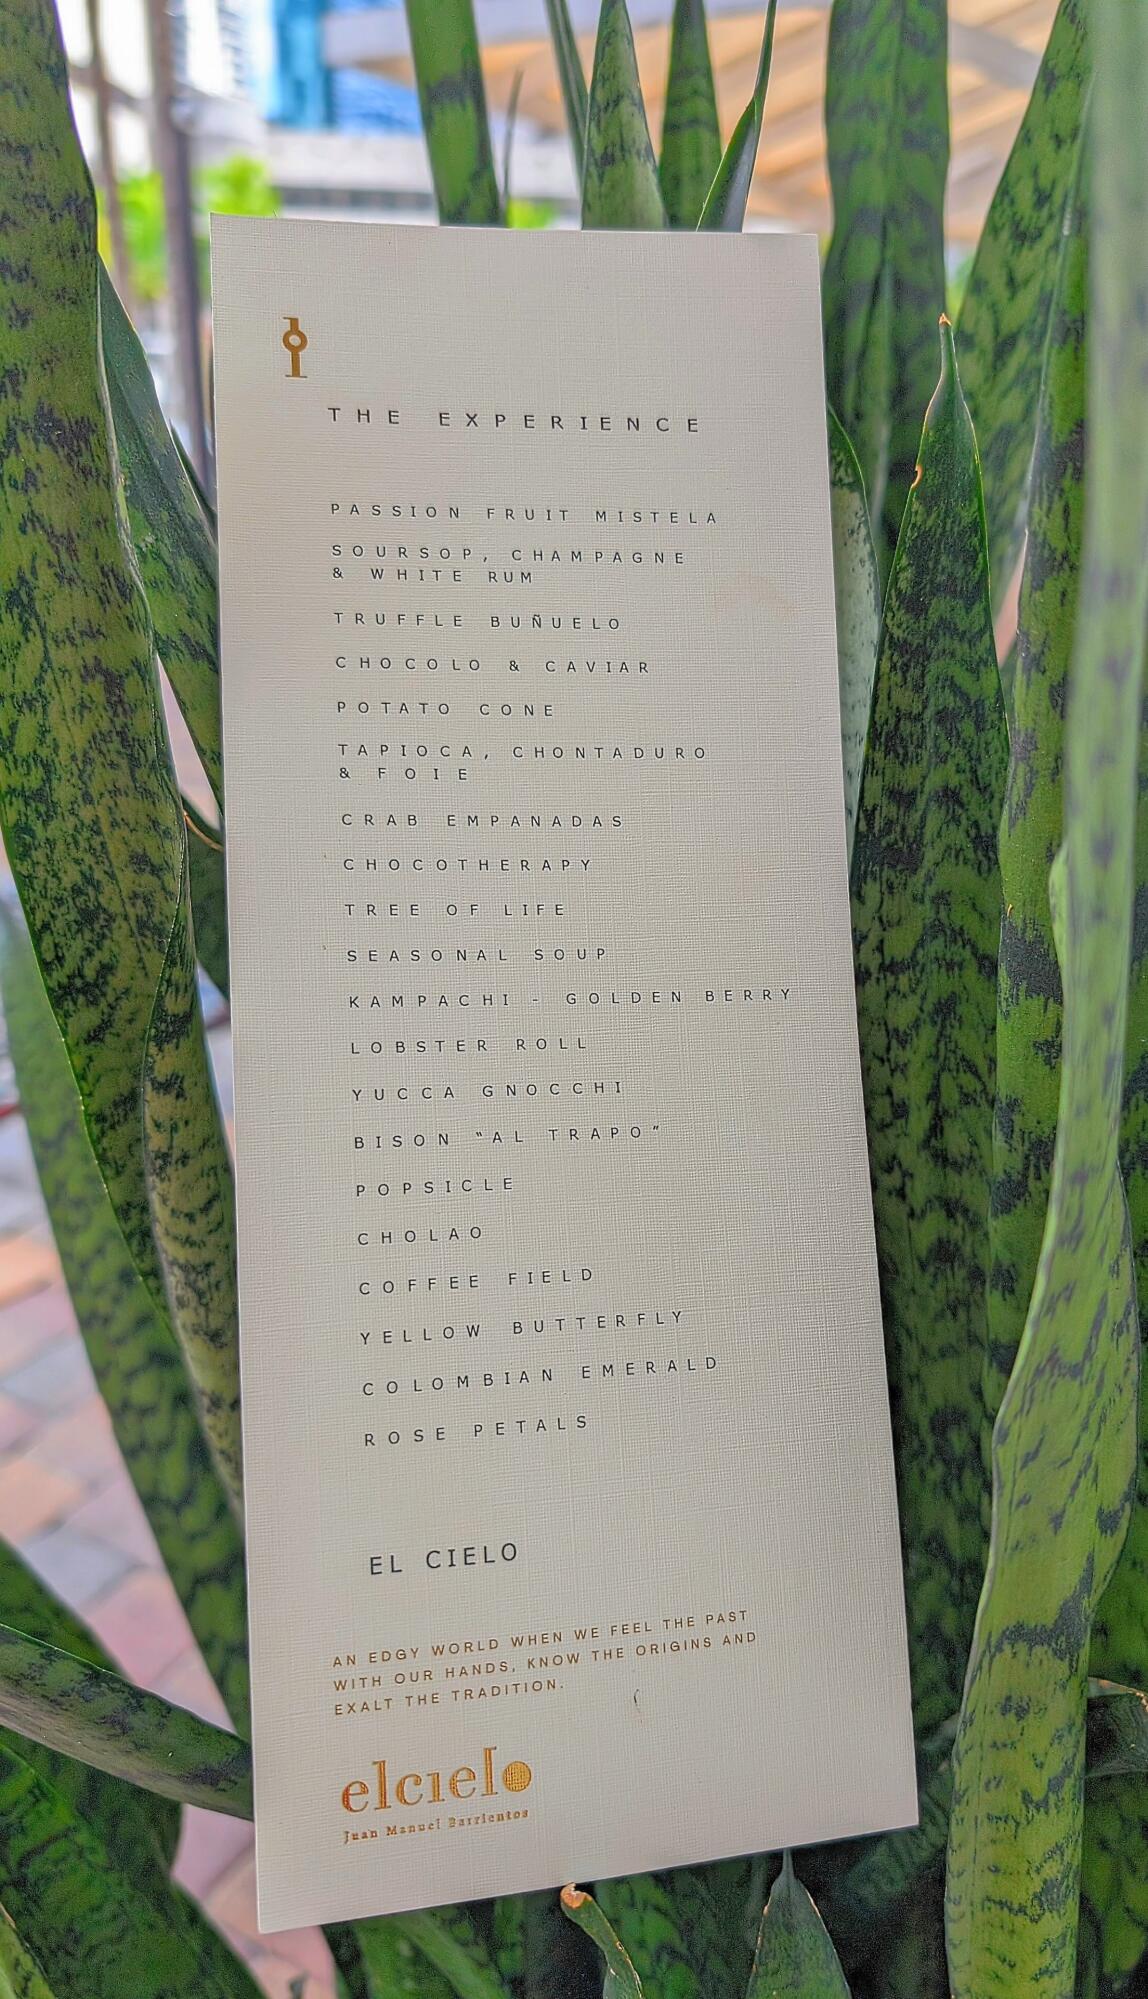 THE EXPERIENCE
PASSION FRUIT MISTELA
SOURSOP, CHAMPAGNE
& WHITE RUM
TRUFFLE BUÑUELO
CHOCOLO & CAVIAR
POTATO CONE
TAPIOCA, CHONTADURO
& FOIE
CRAB EMPANADAS
CHOCOTHERAPY
TREE OF LIFE
SEASONAL SOUP
KAMPACHI - GOLDEN BERRY
LOBSTER ROLL
YUCCA GNOCCHI
BISON "AL TRAPO"
POPSICLE
CHOLAO
COFFEE FIELD
YELLOW BUTTERFLY
COLOMBIAN EMERALD
ROSE PETALS
EL CIELO
AN EDGY WORLD WHEN WE FEEL THE PAST
WITH OUR HANDS, KNOW THE ORIGINS AND
EXALT THE TRADITION.
elcielo
Juan Manuel Barrientos